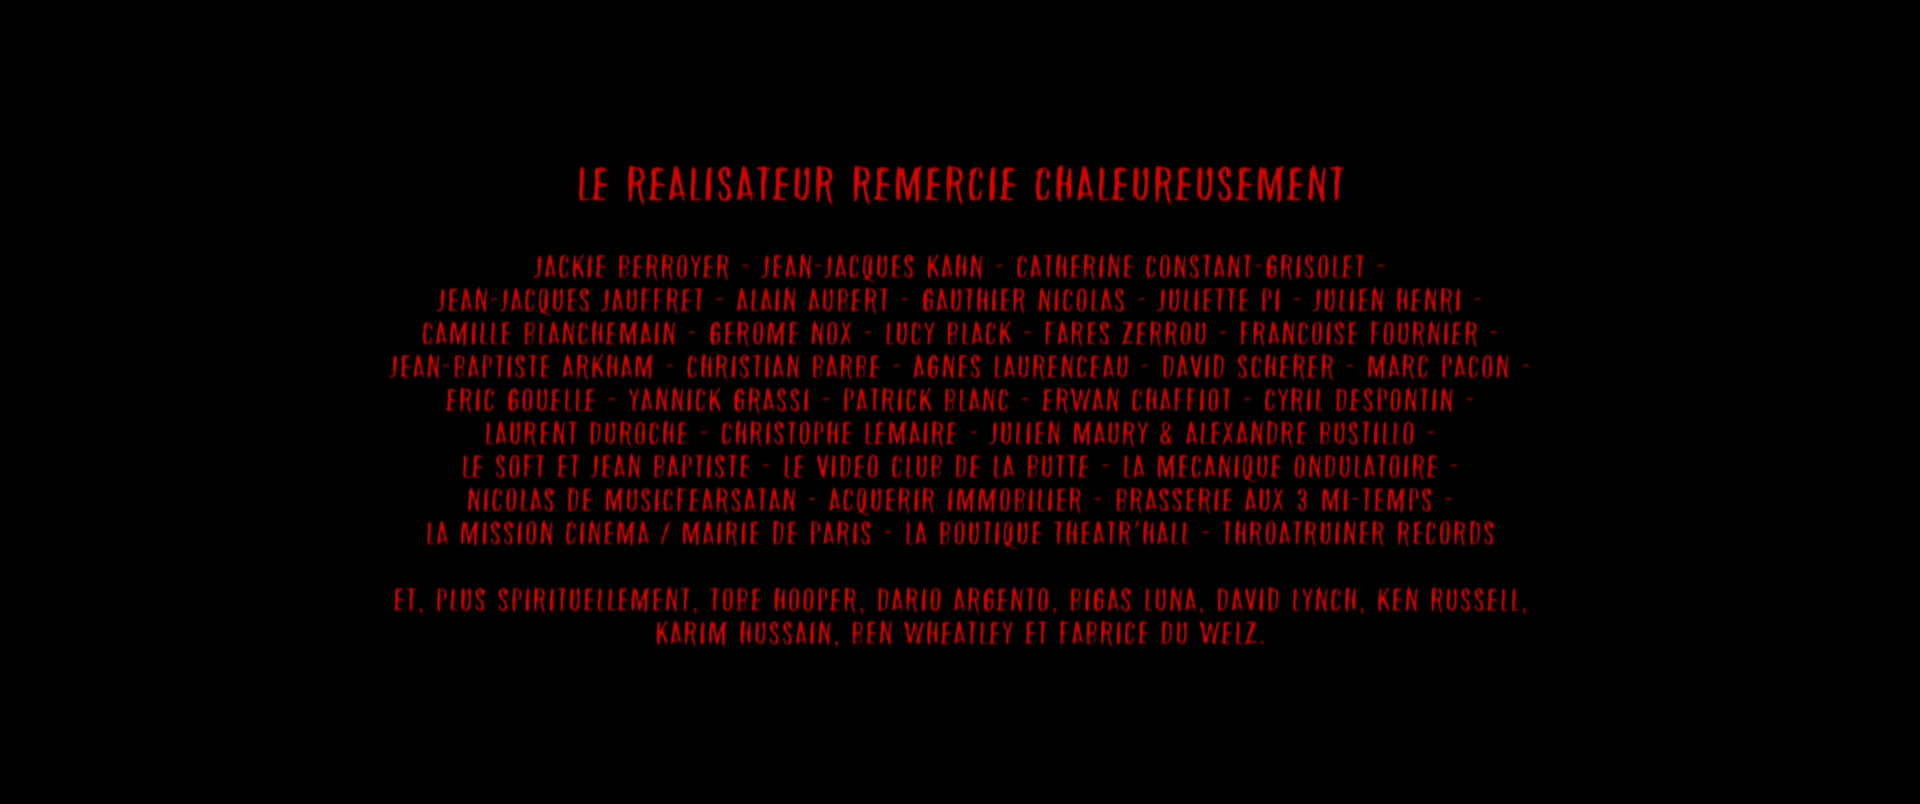 LE REALISATEUR REMERCIE CHALEUREUSEMENT
JACKIE BERROYER - JEAN-JACQUES KAHN - CATHERINE CONSTANT-GRISOLET -
JEAN-JACQUES JAUFFRET - ALAIN AUBERT - GAUTHIER NICOLAS - JULIETTE PI - JULIEN HENRI -
CAMILLE BLANCHEMAIN - GEROME NOX - LUCY BLACK - FARES ZERROU - FRANCOISE FOURNIER -
JEAN-BAPTISTE ARKHAM - CHRISTIAN BARBE - AGNES LAURENCEAU - DAVID SCHERER - MARC PACON -
ERIC GOUELLE - YANNICK GRASSI - PATRICK BLANC - ERWAN CHAFFIOT - CYRIL DESPONTIN -
LAURENT DUROCHE - CHRISTOPHE LEMAIRE - JULIEN MAURY & ALEXANDRE BUSTILLO -
LE SOFT ET JEAN BAPTISTE - LE VIDEO CLUB DE LA BUTTE - LA MECANIQUE ONDULATOIRE -
NICOLAS DE MUSICFEARSATAN - ACQUERIR IMMOBILIER - BRASSERIE AUX 3 MI-TEMPS -
LA MISSION CINEMA / MAIRIE DE PARIS - LA BOUTIQUE THEATR'HALL - THROATRUINER RECORDS
ET, PLUS SPIRITUELLEMENT, TOBE HOOPER, DARIO ARGENTO, BIGAS LUNA, DAVID LYNCH, KEN RUSSELL,
KARIM HUSSAIN, BEN WHEATLEY ET FABRICE DU WELZ.